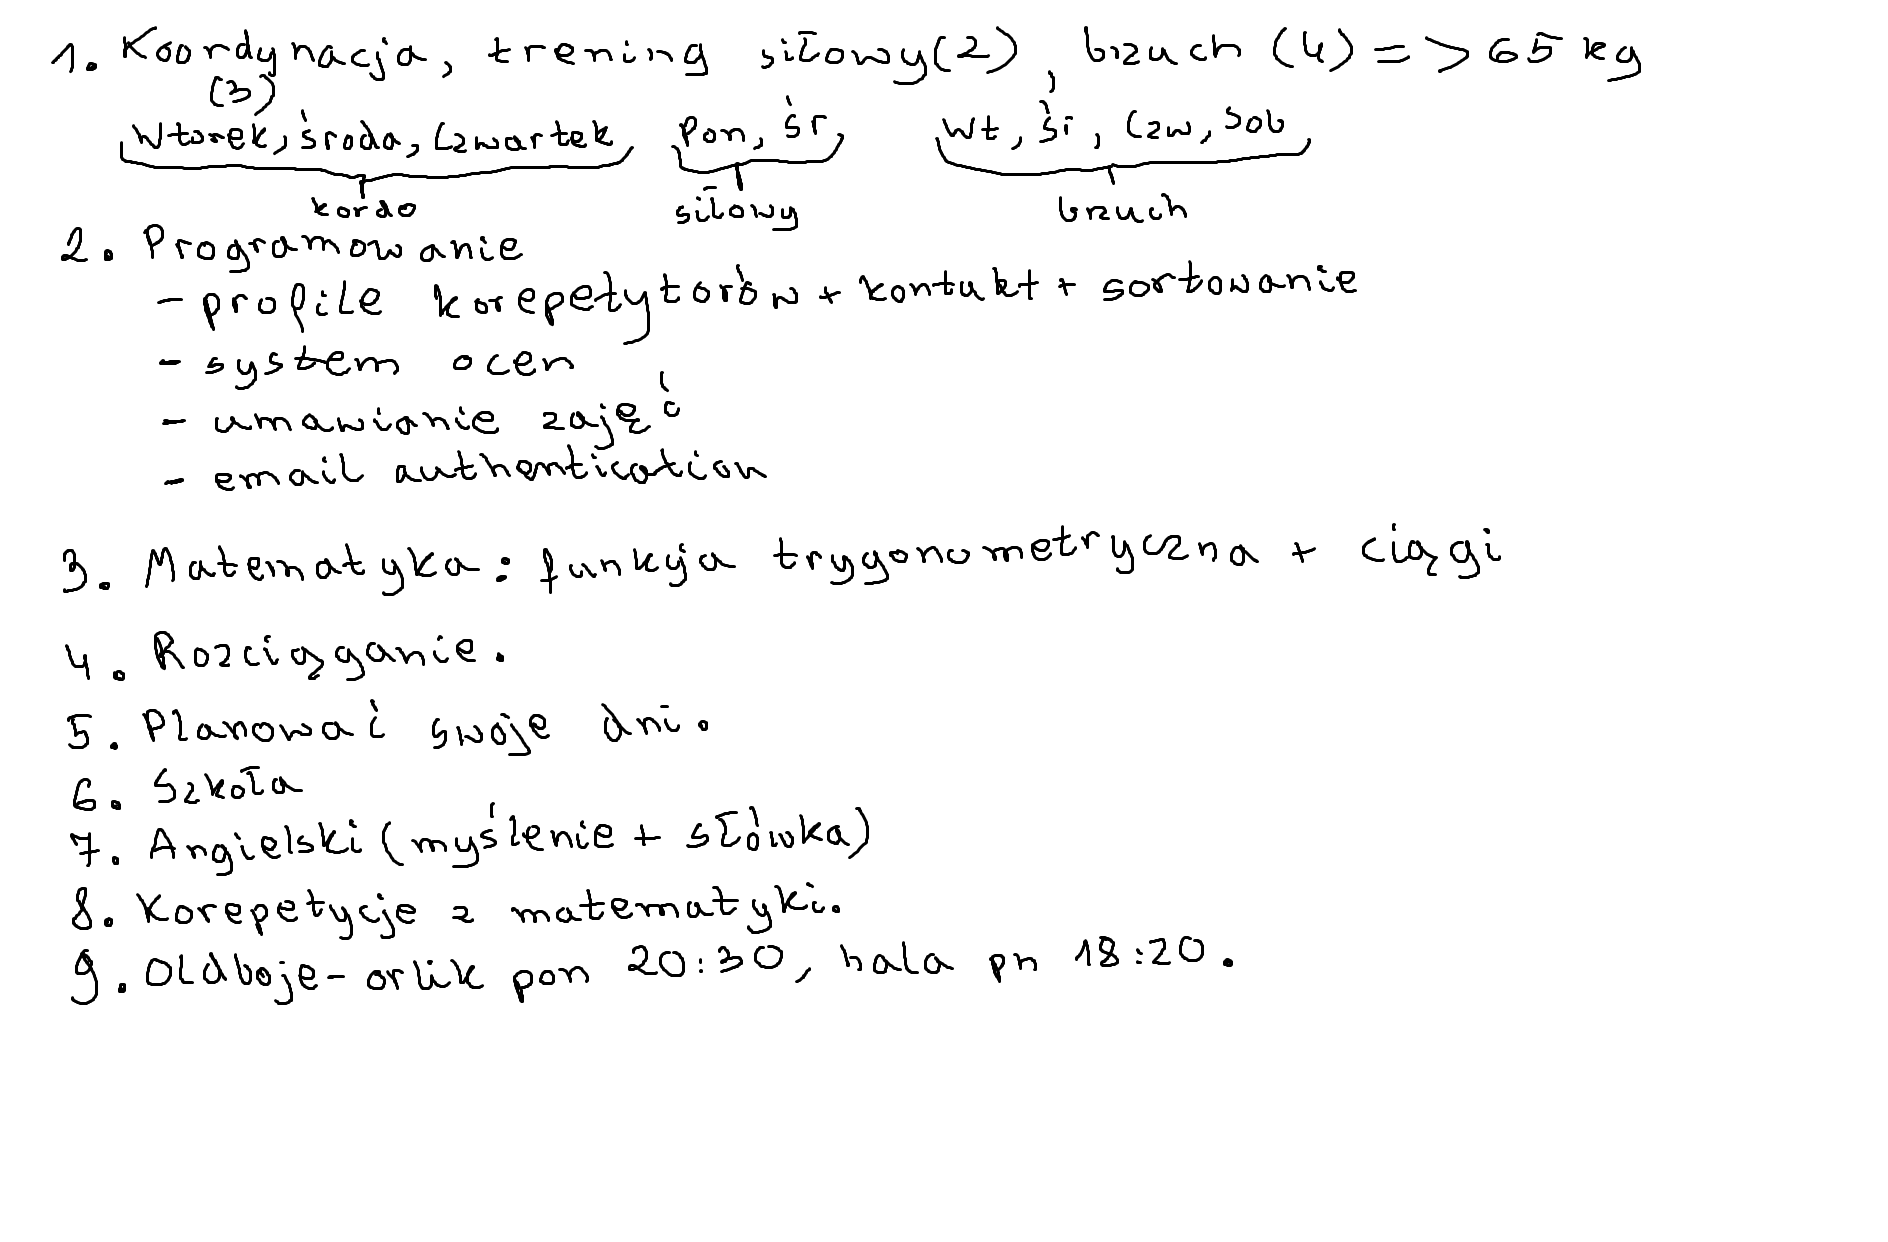 1. Koordynacja, trening siłowy(2), brzuch (4) => 65 kg
(3)
Wtorek, środa, Czwartek, Pon, śr, Wt, śr, Czw, Sob
kordo siłowy brzuch
2. Programowanie
- profile korepetytorów + kontakt + sortowanie
- system ocen
- umawianie zajęć
- email authentication
3. Matematyka: funkcja trygonometryczna + ciągi
4. Rozciąganie.
5. Planować swoje dni.
6. Szkoła
7. Angielski (myślenie + słówka)
8. Korepetycje z matematyki.
9. Oldboje - orlik pon 20:30, hala pn 18:20.